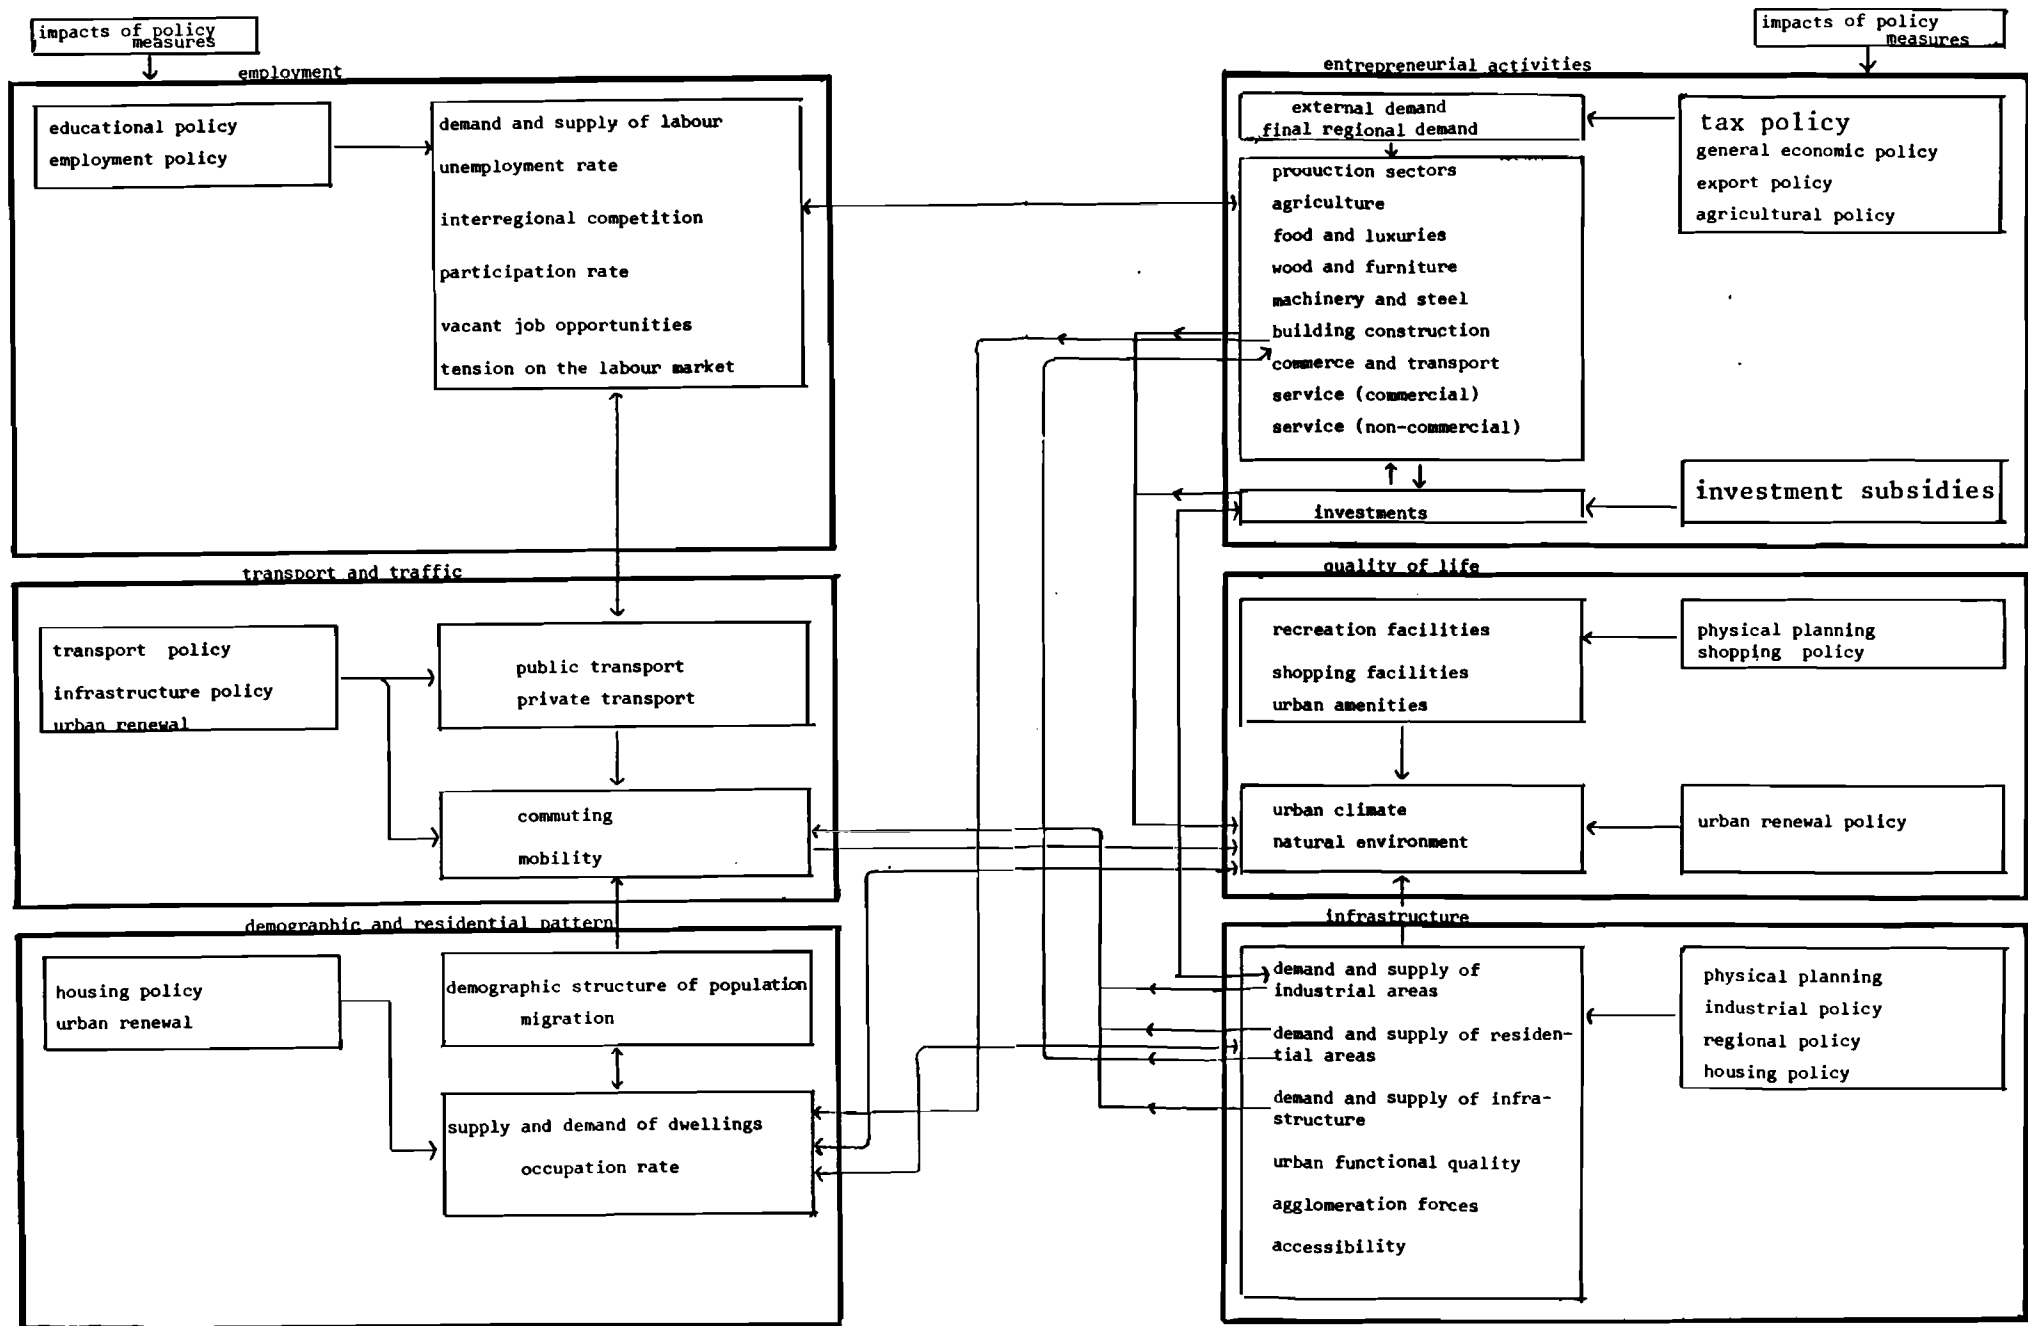 impacts of policy
measures
employment
educational policy
employment policy
demand and supply of labour
unemployment rate
interregional competition
participation rate
vacant job opportunities
tension on the labour market
transport and traffic
transport policy
infrastructure policy
urban renewal
public transport
private transport
commuting
mobility
demographic and residential pattern
housing policy
urban renewal
demographic structure of population
migration
supply and demand of dwellings
occupation rate
impacts of policy
measures
entrepreneurial activities
external demand
final regional demand
production sectors
agriculture
food and luxuries
wood and furniture
machinery and steel
building construction
commerce and transport
service (commercial)
service (non-commercial)
investments
tax policy
general economic policy
export policy
agricultural policy
investment subsidies
quality of life
recreation facilities
shopping facilities
urban amenities
physical planning
shopping policy
urban climate
natural environment
urban renewal policy
infrastructure
demand and supply of
industrial areas
demand and supply of residen-
tial areas
demand and supply of infra-
structure
urban functional quality
agglomeration forces
accessibility
physical planning
industrial policy
regional policy
housing policy